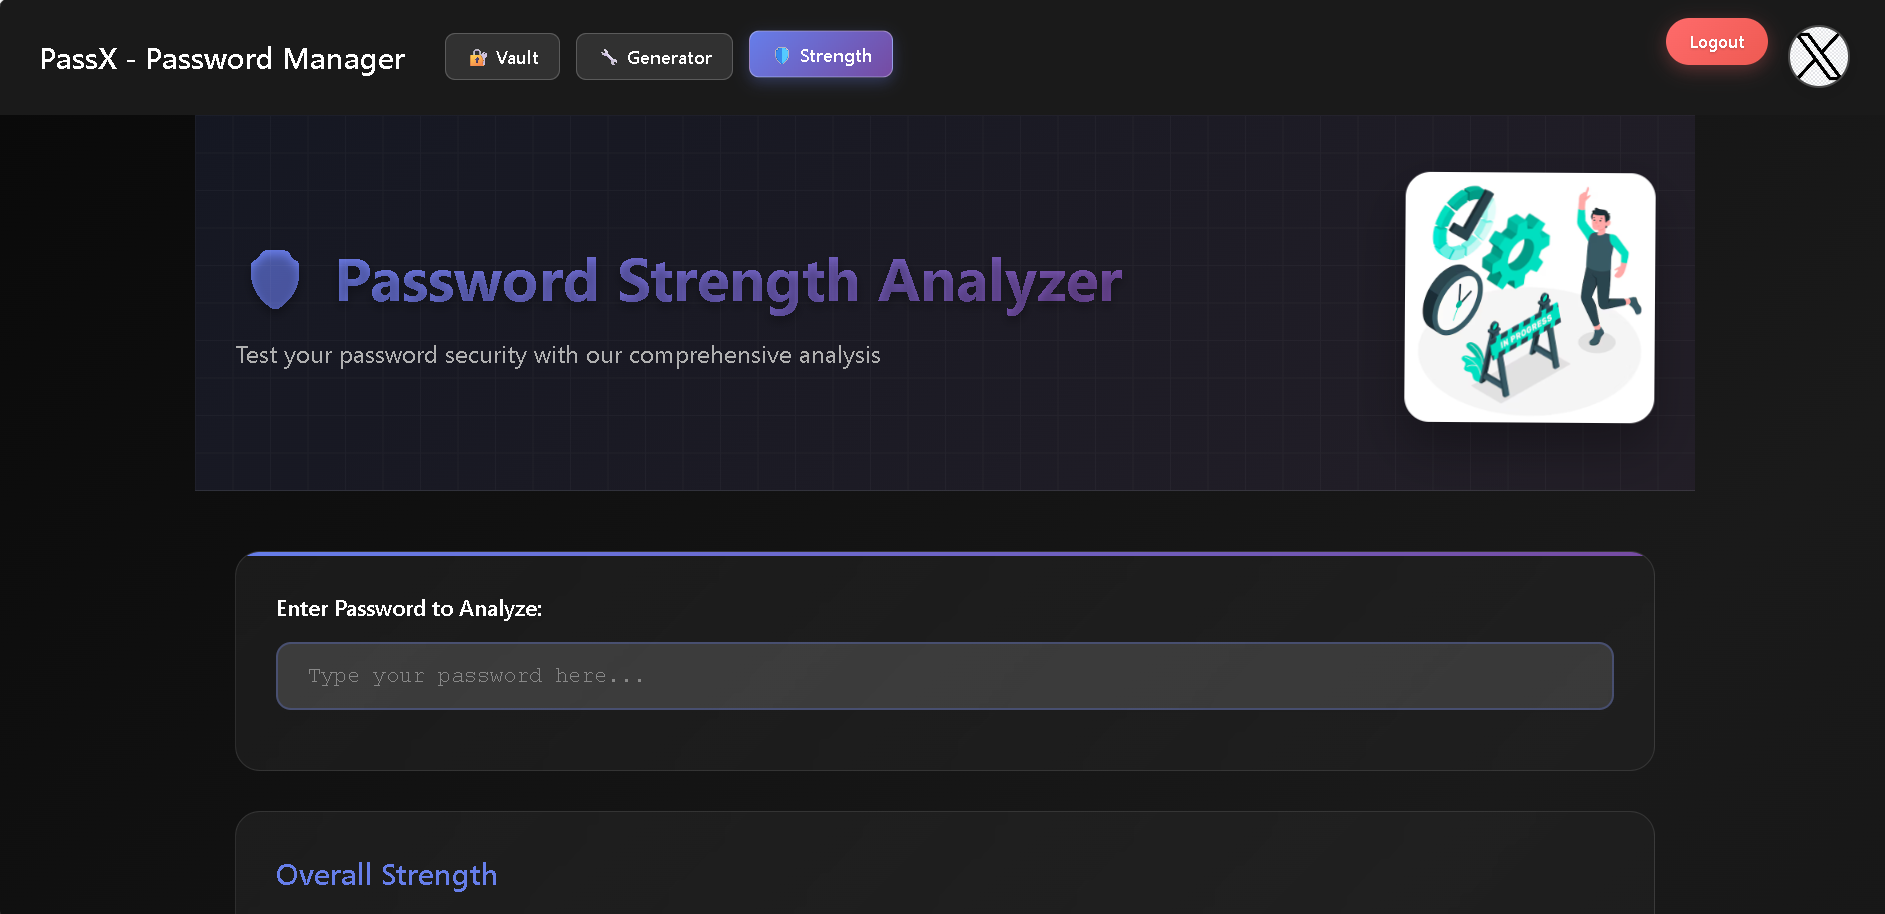 PassX - Password Manager
Vault
Generator
Strength
Logout
Password Strength Analyzer
Test your password security with our comprehensive analysis
IN PROGRESS
Enter Password to Analyze:
Type your password here...
Overall Strength